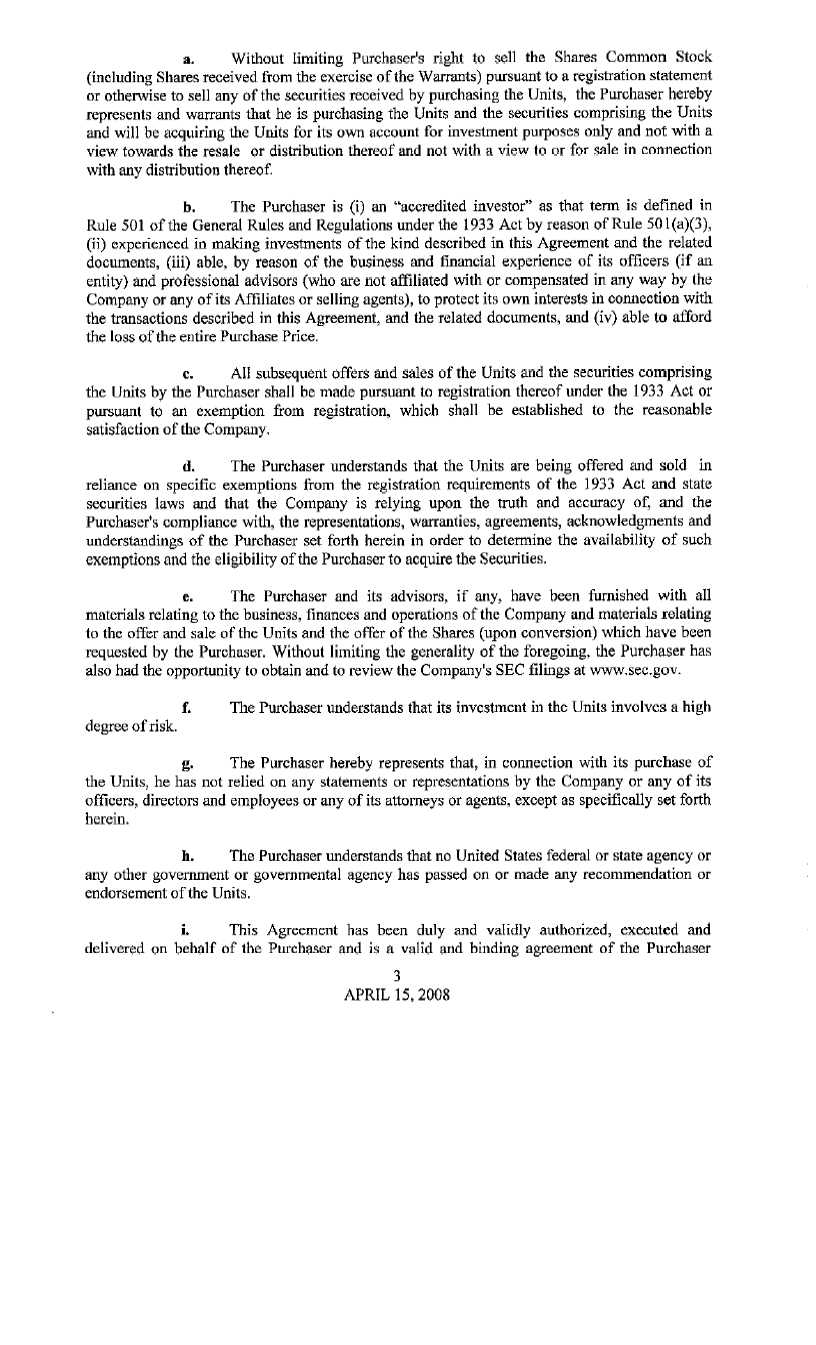 a. Without limiting Purchaser's right to sell the Shares Common Stock
(including Shares received from the exercise of the Warrants) pursuant to a registration statement
or otherwise to sell any of the securities received by purchasing the Units, the Purchaser hereby
represents and warrants that he is purchasing the Units and the securities comprising the Units
and will be acquiring the Units for its own account for investment purposes only and not with a
view towards the resale or distribution thereof and not with a view to or for sale in connection
with any distribution thereof.
b. The Purchaser is (i) an “accredited investor” as that term is defined in
Rule 501 of the General Rules and Regulations under the 1933 Act by reason of Rule 501(a)(3),
(ii) experienced in making investments of the kind described in this Agreement and the related
documents, (iii) able, by reason of the business and financial experience of its officers (if an
entity) and professional advisors (who are not affiliated with or compensated in any way by the
Company or any of its Affiliates or selling agents), to protect its own interests in connection with
the transactions described in this Agreement, and the related documents, and (iv) able to afford
the loss of the entire Purchase Price.
c. All subsequent offers and sales of the Units and the securities comprising
the Units by the Purchaser shall be made pursuant to registration thereof under the 1933 Act or
pursuant to an exemption from registration, which shall be established to the reasonable
satisfaction of the Company.
d. The Purchaser understands that the Units are being offered and sold in
reliance on specific exemptions from the registration requirements of the 1933 Act and state
securities laws and that the Company is relying upon the truth and accuracy of, and the
Purchaser's compliance with, the representations, warranties, agreements, acknowledgments and
understandings of the Purchaser set forth herein in order to determine the availability of such
exemptions and the eligibility of the Purchaser to acquire the Securities.
e. The Purchaser and its advisors, if any, have been furnished with all
materials relating to the business, finances and operations of the Company and materials relating
to the offer and sale of the Units and the offer of the Shares (upon conversion) which have been
requested by the Purchaser. Without limiting the generality of the foregoing, the Purchaser has
also had the opportunity to obtain and to review the Company's SEC filings at www.sec.gov.
f. The Purchaser understands that its investment in the Units involves a high
degree of risk.
g. The Purchaser hereby represents that, in connection with its purchase of
the Units, he has not relied on any statements or representations by the Company or any of its
officers, directors and employees or any of its attorneys or agents, except as specifically set forth
herein.
h. The Purchaser understands that no United States federal or state agency or
any other government or governmental agency has passed on or made any recommendation or
endorsement of the Units.
i. This Agreement has been duly and validly authorized, executed and
delivered on behalf of the Purchaser and is a valid and binding agreement of the Purchaser
3
APRIL 15, 2008